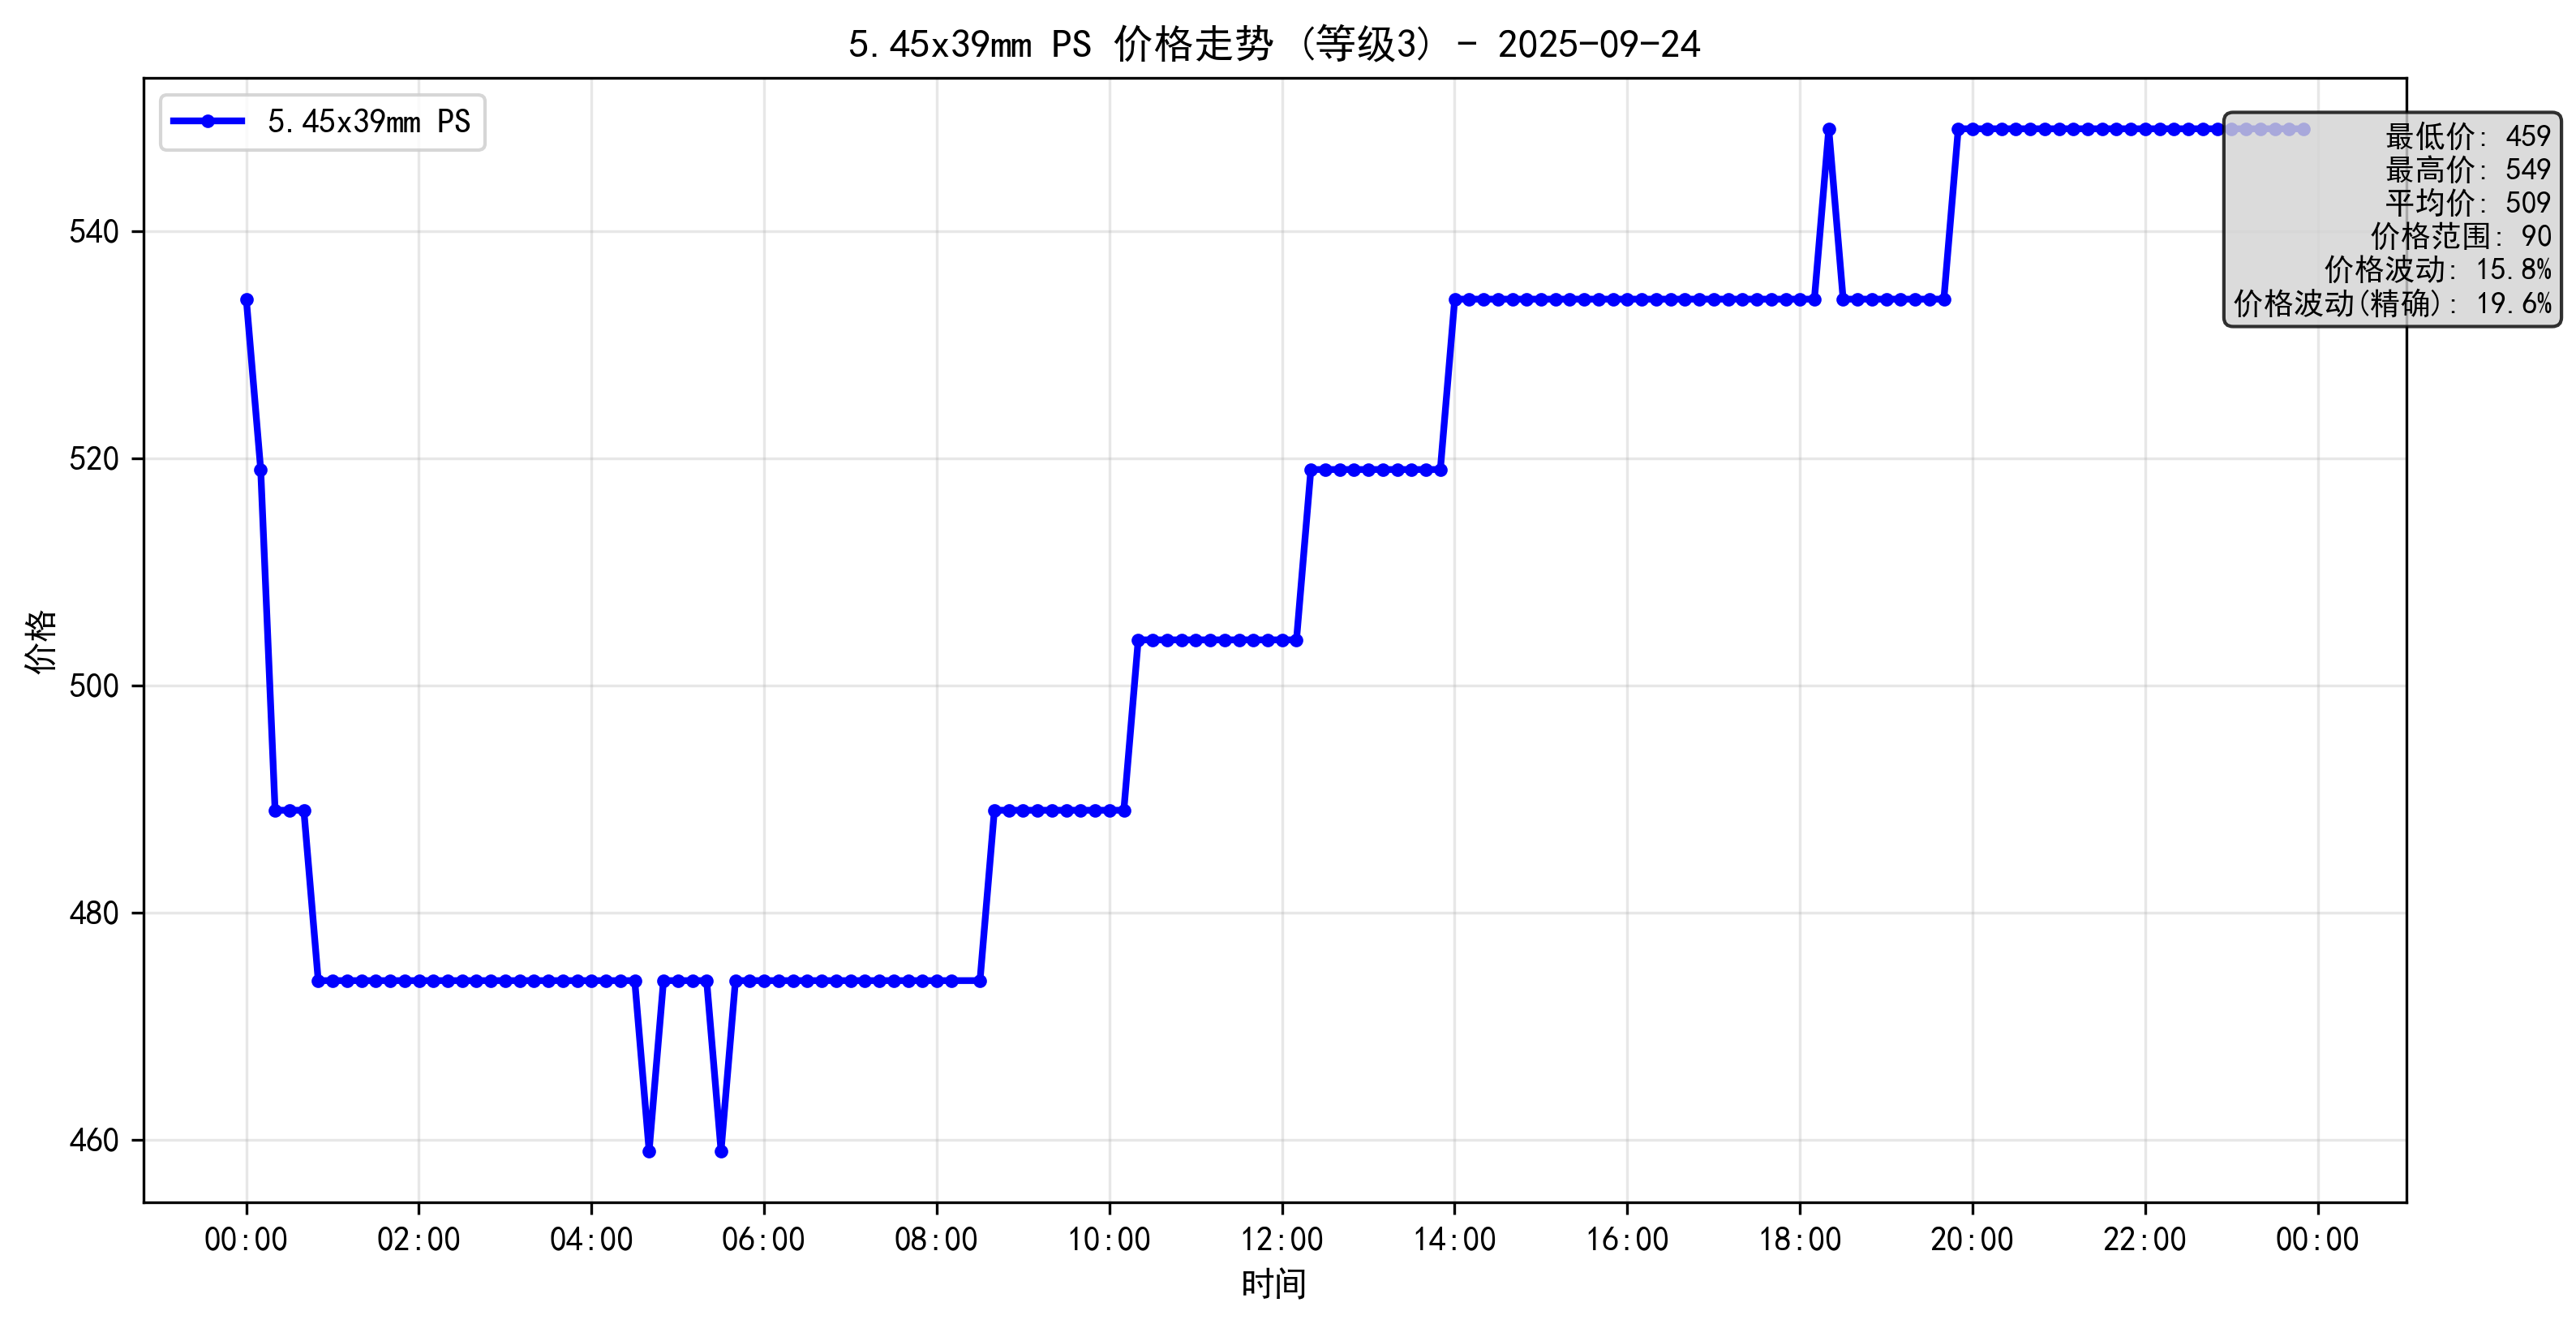 5.45x39mm PS 价格走势 (等级3) - 2025-09-24
5.45x39mm PS
最低价: 459
最高价: 549
平均价: 509
价格范围: 90
价格波动: 15.8%
价格波动(精确): 19.6%
价格
540
520
500
480
460
00:00 02:00 04:00 06:00 08:00 10:00 12:00 14:00 16:00 18:00 20:00 22:00 00:00
时间